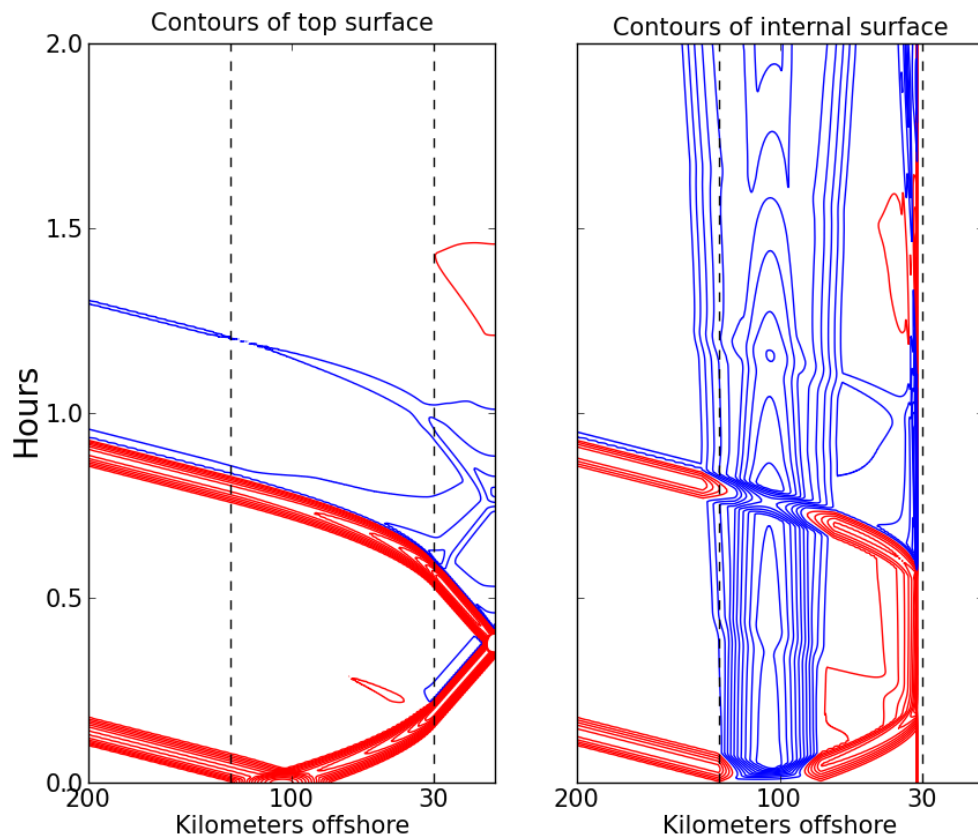 Contours of top surface
Contours of internal surface
Hours
2.0
1.5
1.0
0.5
0.0
200
100
30
Kilometers offshore
200
100
30
Kilometers offshore